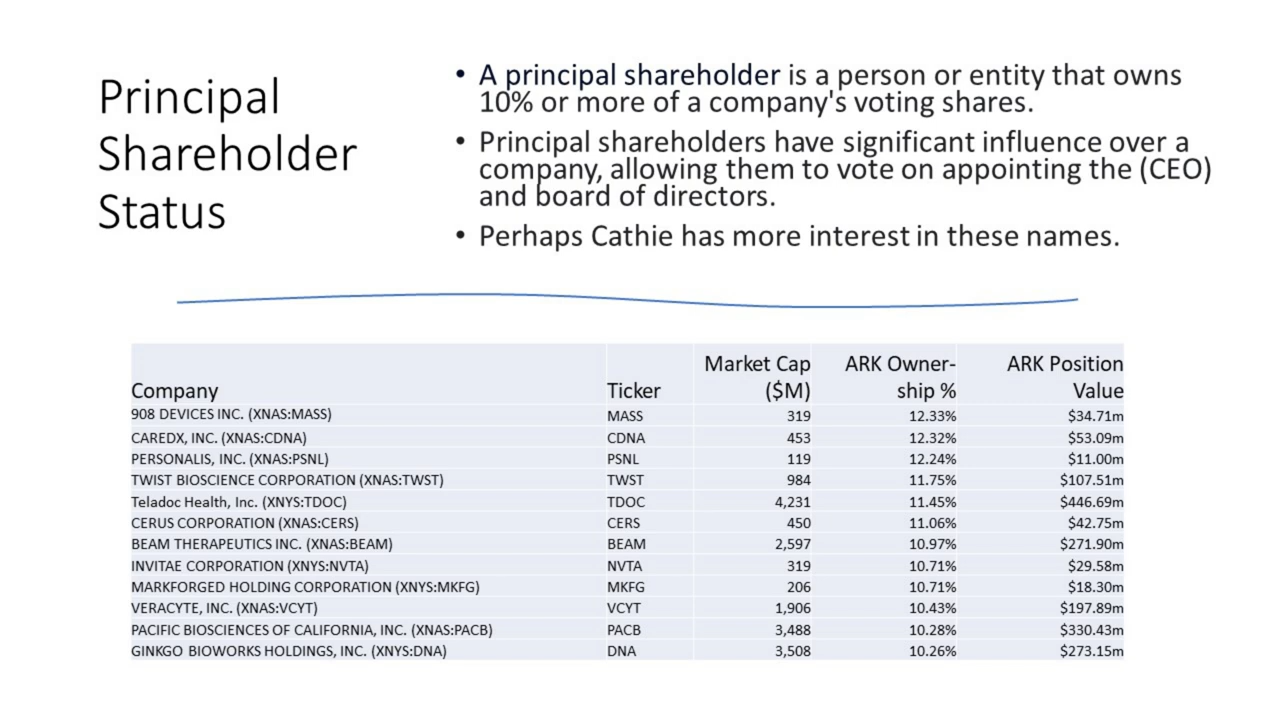 Principal
Shareholder
Status
• A principal shareholder is a person or entity that owns
10% or more of a company's voting shares.
• Principal shareholders have significant influence over a
company, allowing them to vote on appointing the (CEO)
and board of directors.
• Perhaps Cathie has more interest in these names.
Company Ticker Market Cap ($M) ARK Owner-ship % ARK Position Value
908 DEVICES INC. (XNAS:MASS) MASS 319 12.33% $34.71m
CAREDX, INC. (XNAS:CDNA) CDNA 453 12.32% $53.09m
PERSONALIS, INC. (XNAS:PSNL) PSNL 119 12.24% $11.00m
TWIST BIOSCIENCE CORPORATION (XNAS:TWST) TWST 984 11.75% $107.51m
Teladoc Health, Inc. (XNYS:TDOC) TDOC 4,231 11.45% $446.69m
CERUS CORPORATION (XNAS:CERS) CERS 450 11.06% $42.75m
BEAM THERAPEUTICS INC. (XNAS:BEAM) BEAM 2,597 10.97% $271.90m
INVITAE CORPORATION (XNYS:NVTA) NVTA 319 10.71% $29.58m
MARKFORGED HOLDING CORPORATION (XNYS:MKFG) MKFG 206 10.71% $18.30m
VERACYTE, INC. (XNAS:VCYT) VCYT 1,906 10.43% $197.89m
PACIFIC BIOSCIENCES OF CALIFORNIA, INC. (XNAS:PACB) PACB 3,488 10.28% $330.43m
GINKGO BIOWORKS HOLDINGS, INC. (XNYS:DNA) DNA 3,508 10.26% $273.15m